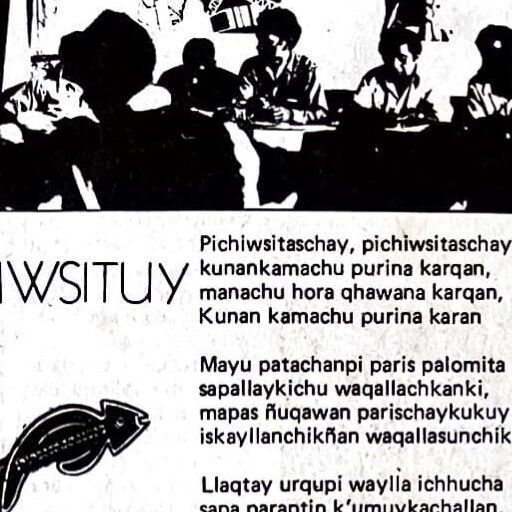 IWSITUY
Pichiwsitaschay, pichiwsitaschay
kunankamachu purina karqan,
manachu hora qhawana karqan,
Kunan kamachu purina karan
Mayu patachanpi paris palomita
sapallaykichu waqallachkanki,
mapas ñuqawan parischaykukuy
iskayllanchikñan waqallasunchik
Llaqtay urqupi waylla ichhucha
sapa parantin k'umuykachallan,